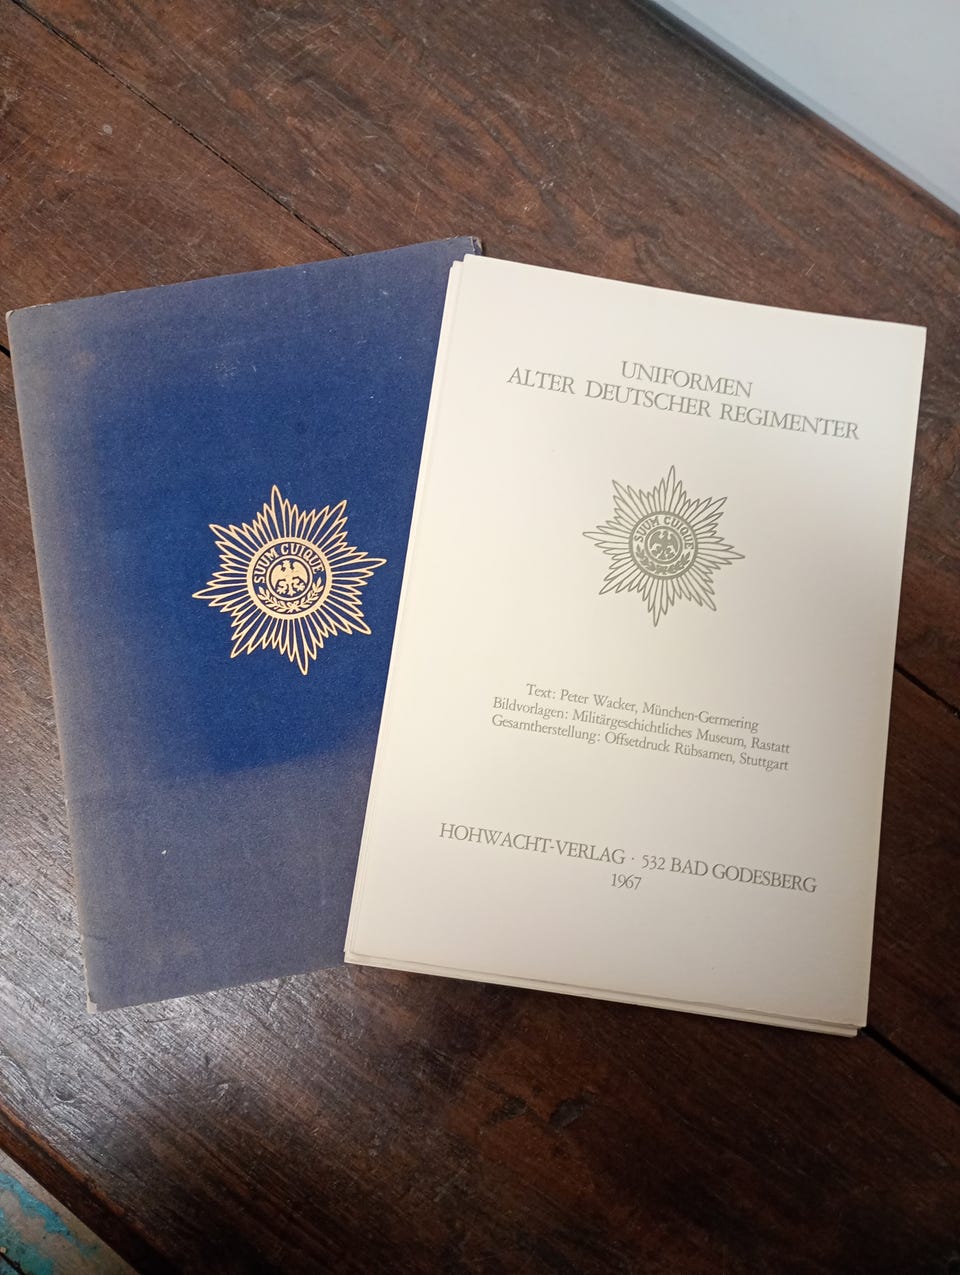 SUUM CUIQUE
UNIFORMEN
ALTER DEUTSCHER REGIMENTER
SUUM CUIQUE
Text: Peter Wacker, München-Germering
Bildvorlagen: Militärgeschichtliches Museum, Rastatt
Gesamtherstellung: Offsetdruck Rübsamen, Stuttgart
HOHWACHT-VERLAG · 532 BAD GODESBERG
1967